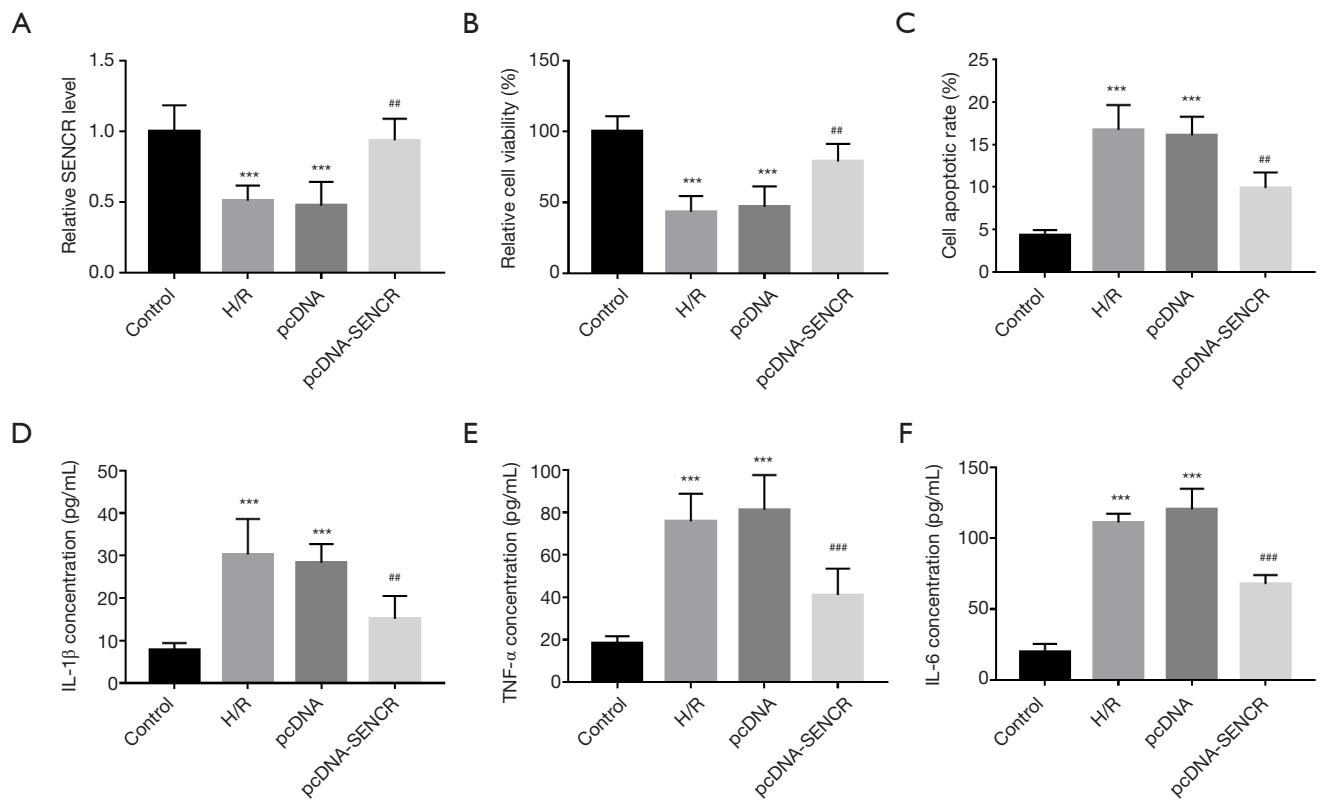 A
Relative SENCR level
1.5
1.0
0.5
0.0
***
***
##
Control
H/R
pcDNA
pcDNA-SENCR
B
Relative cell viability (%)
150
100
50
0
***
***
##
Control
H/R
pcDNA
pcDNA-SENCR
C
Cell apoptotic rate (%)
25
20
15
10
5
0
***
***
##
Control
H/R
pcDNA
pcDNA-SENCR
D
IL-1β concentration (pg/mL)
50
40
30
20
10
0
***
***
##
Control
H/R
pcDNA
pcDNA-SENCR
E
TNF-α concentration (pg/mL)
100
80
60
40
20
0
***
***
###
Control
H/R
pcDNA
pcDNA-SENCR
F
IL-6 concentration (pg/mL)
150
100
50
0
***
***
###
Control
H/R
pcDNA
pcDNA-SENCR